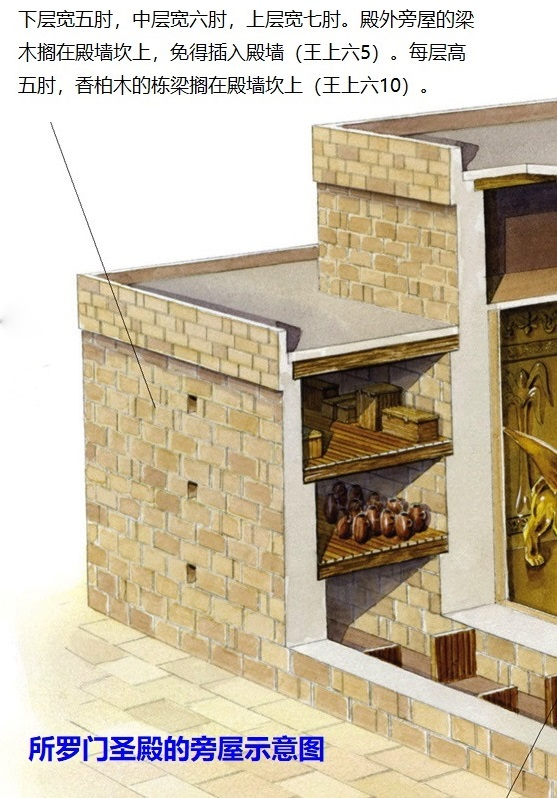 下层宽五肘，中层宽六肘，上层宽七肘。殿外旁屋的梁
木搁在殿墙坎上，免得插入殿墙（王上六5）。每层高
五肘，香柏木的栋梁搁在殿墙坎上（王上六10）。
所罗门圣殿的旁屋示意图